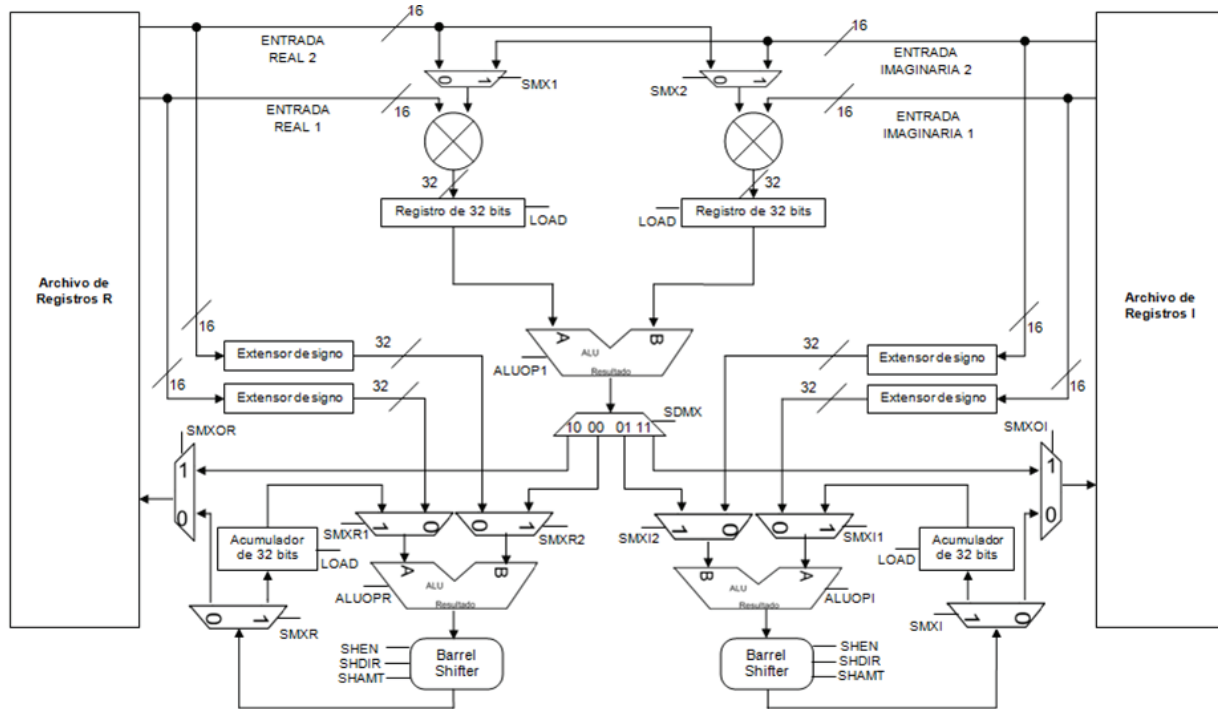 16
16
ENTRADA
REAL 2
ENTRADA
IMAGINARIA 2
0 1
SMX1
SMX2
0 1
ENTRADA
REAL 1
16
16
ENTRADA
IMAGINARIA 1
32
32
Registro de 32 bits
LOAD
LOAD
Registro de 32 bits
Archivo de
Registros R
Archivo de
Registros I
16
16
A
B
ALU
Resultado
ALUOP1
Extensor de signo
32
32
Extensor de signo
16
16
Extensor de signo
32
32
Extensor de signo
SDMX
10 00 01 11
SMXOR
1
0
SMXOI
1
0
SMXR1
1 0
0 1
SMXR2
SMXI2
1 0
0 1
SMXI1
Acumulador
de 32 bits
LOAD
LOAD
Acumulador
de 32 bits
A
B
ALU
Resultado
ALUOPR
B
A
ALU
Resultado
ALUOPI
0 1
SMXR
SMXI
1 0
SHEN
SHDIR
SHAMT
Barrel
Shifter
Barrel
Shifter
SHEN
SHDIR
SHAMT